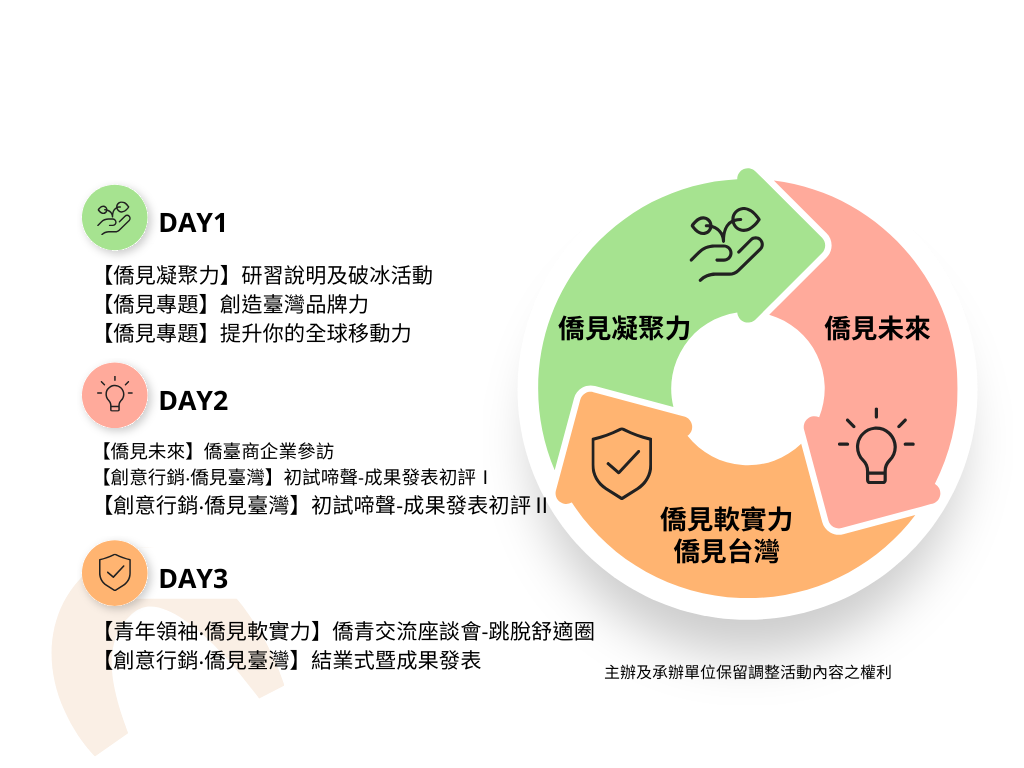 DAY1
【僑見凝聚力】研習說明及破冰活動
【僑見專題】創造臺灣品牌力
【僑見專題】提升你的全球移動力
DAY2
【僑見未來】僑臺商企業參訪
【創意行銷·僑見臺灣】初試啼聲-成果發表初評 I
【創意行銷·僑見臺灣】初試啼聲-成果發表初評 II
DAY3
【青年領袖·僑見軟實力】僑青交流座談會-跳脫舒適圈
【創意行銷·僑見臺灣】結業式暨成果發表
僑見凝聚力
僑見未來
僑見軟實力
僑見台灣
主辦及承辦單位保留調整活動內容之權利